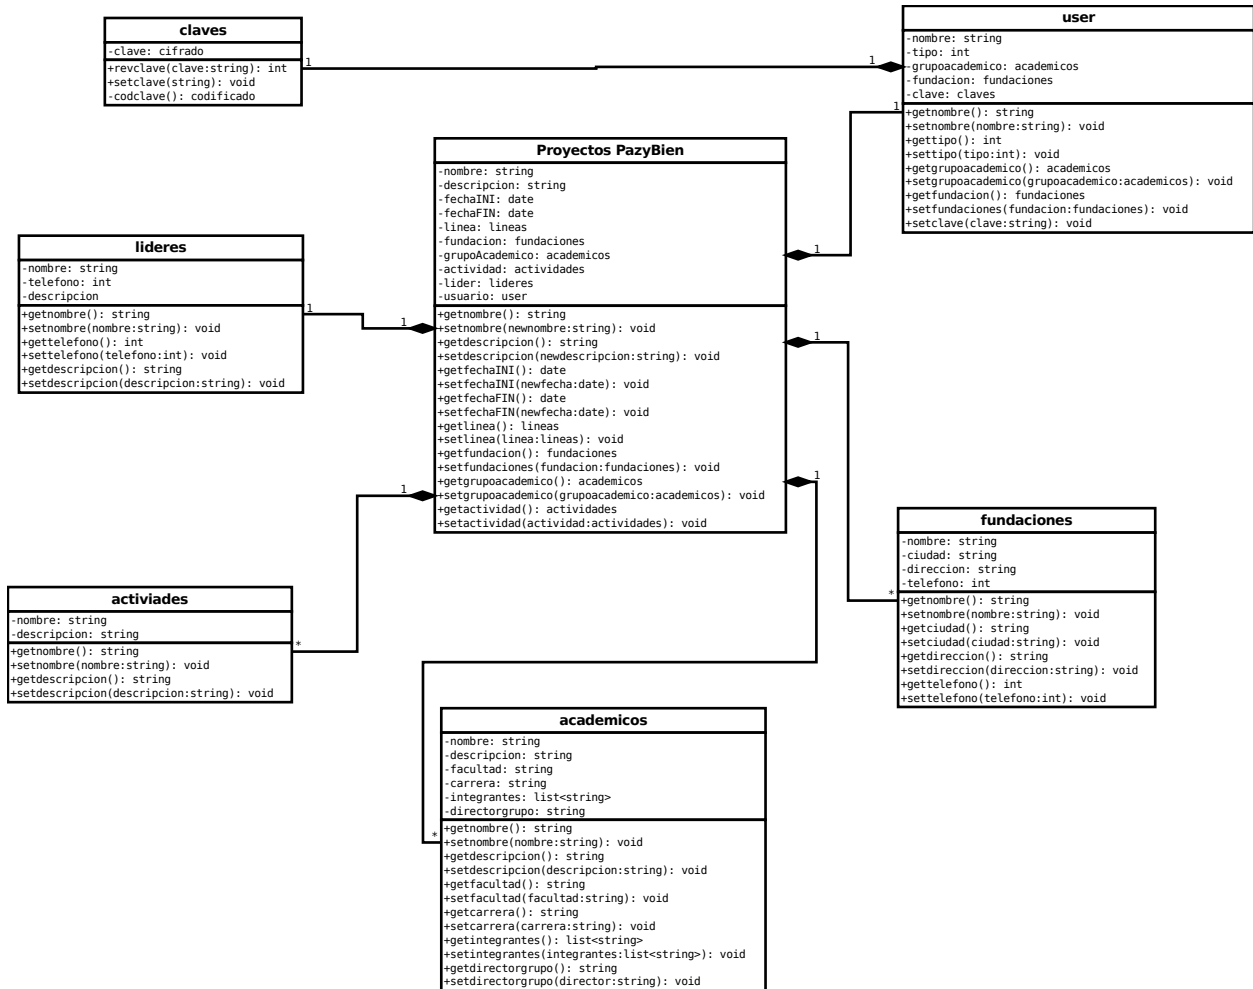 claves
-clave: cifrado
+revclave(clave:string): int
+setclave(string): void
-codclave(): codificado
1
1
user
-nombre: string
-tipo: int
-grupoacademico: academicos
-fundacion: fundaciones
-clave: claves
+getnombre(): string
+setnombre(nombre:string): void
+gettipo(): int
+settipo(tipo:int): void
+getgrupoacademico(): academicos
+setgrupoacademico(grupoacademico:academicos): void
+getfundacion(): fundaciones
+setfundaciones(fundacion:fundaciones): void
+setclave(clave:string): void
1
1
Proyectos PazyBien
-nombre: string
-descripcion: string
-fechaINI: date
-fechaFIN: date
-linea: lineas
-fundacion: fundaciones
-grupoAcademico: academicos
-actividad: actividades
-lider: lideres
-usuario: user
+getnombre(): string
+setnombre(newnombre:string): void
+getdescripcion(): string
+setdescripcion(newdescripcion:string): void
+getfechaINI(): date
+setfechaINI(newfecha:date): void
+getfechaFIN(): date
+setfechaFIN(newfecha:date): void
+getlinea(): lineas
+setlinea(linea:lineas): void
+getfundacion(): fundaciones
+setfundaciones(fundacion:fundaciones): void
+getgrupoacademico(): academicos
+setgrupoacademico(grupoacademico:academicos): void
+getactividad(): actividades
+setactividad(actividad:actividades): void
lideres
-nombre: string
-telefono: int
-descripcion
+getnombre(): string
+setnombre(nombre:string): void
+gettelefono(): int
+settelefono(telefono:int): void
+getdescripcion(): string
+setdescripcion(descripcion:string): void
1
1
1
1
1
*
*
*
fundaciones
-nombre: string
-ciudad: string
-direccion: string
-telefono: int
+getnombre(): string
+setnombre(nombre:string): void
+getciudad(): string
+setciudad(ciudad:string): void
+getdireccion(): string
+setdireccion(direccion:string): void
+gettelefono(): int
+settelefono(telefono:int): void
activiades
-nombre: string
-descripcion: string
+getnombre(): string
+setnombre(nombre:string): void
+getdescripcion(): string
+setdescripcion(descripcion:string): void
academicos
-nombre: string
-descripcion: string
-facultad: string
-carrera: string
-integrantes: list<string>
-directorgrupo: string
+getnombre(): string
+setnombre(nombre:string): void
+getdescripcion(): string
+setdescripcion(descripcion:string): void
+getfacultad(): string
+setfacultad(facultad:string): void
+getcarrera(): string
+setcarrera(carrera:string): void
+getintegrantes(): list<string>
+setintegrantes(integrantes:list<string>): void
+getdirectorgrupo(): string
+setdirectorgrupo(director:string): void